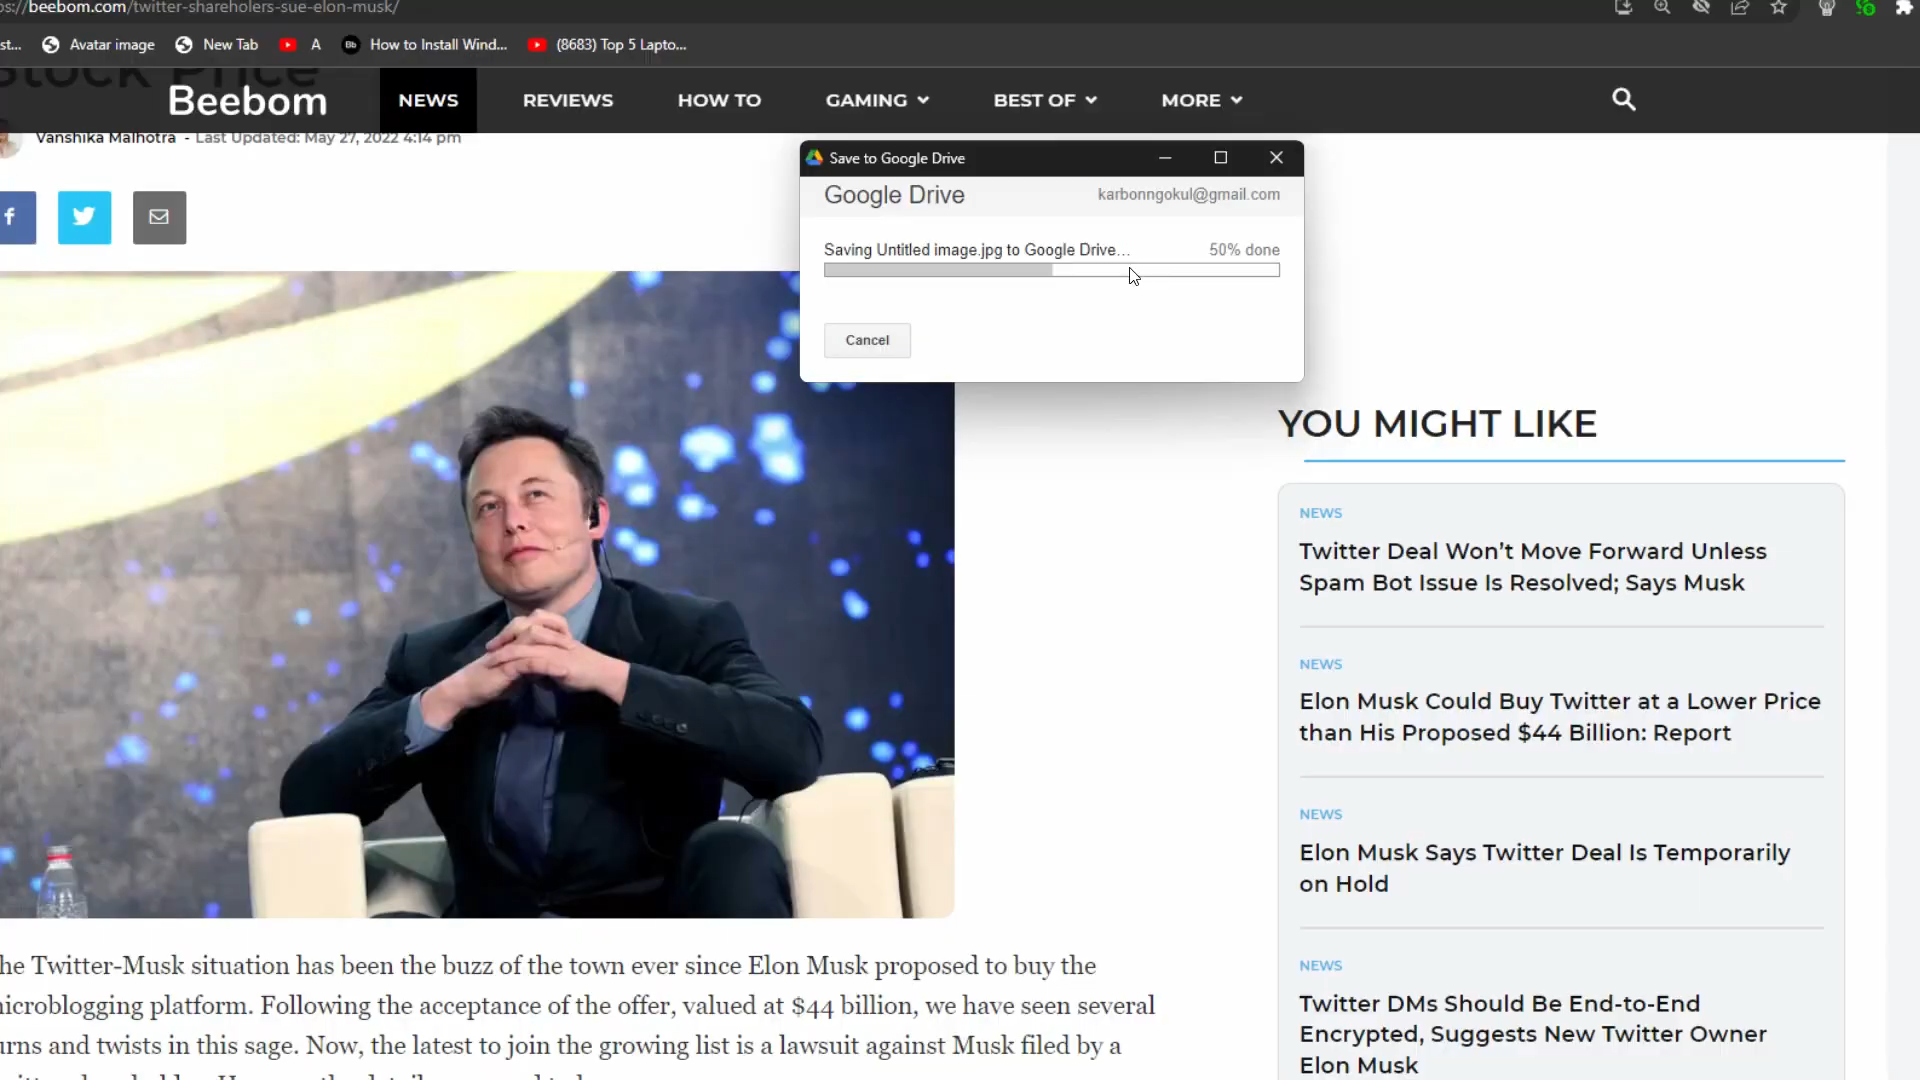 ps://beebom.com/twitter-shareholers-sue-elon-musk/
st... Avatar image New Tab A Bb How to Install Wind... (8683) Top 5 Lapto...
Stock Price
Beebom NEWS REVIEWS HOW TO GAMING BEST OF MORE
Vanshika Malhotra - Last Updated: May 27, 2022 4:14 pm
Save to Google Drive
Google Drive karbonngokul@gmail.com
Saving Untitled image.jpg to Google Drive... 50% done
Cancel
YOU MIGHT LIKE
NEWS
Twitter Deal Won’t Move Forward Unless
Spam Bot Issue Is Resolved; Says Musk
NEWS
Elon Musk Could Buy Twitter at a Lower Price
than His Proposed $44 Billion: Report
NEWS
Elon Musk Says Twitter Deal Is Temporarily
on Hold
NEWS
Twitter DMs Should Be End-to-End
Encrypted, Suggests New Twitter Owner
Elon Musk
he Twitter-Musk situation has been the buzz of the town ever since Elon Musk proposed to buy the
nicroblogging platform. Following the acceptance of the offer, valued at $44 billion, we have seen several
urns and twists in this sage. Now, the latest to join the growing list is a lawsuit against Musk filed by a